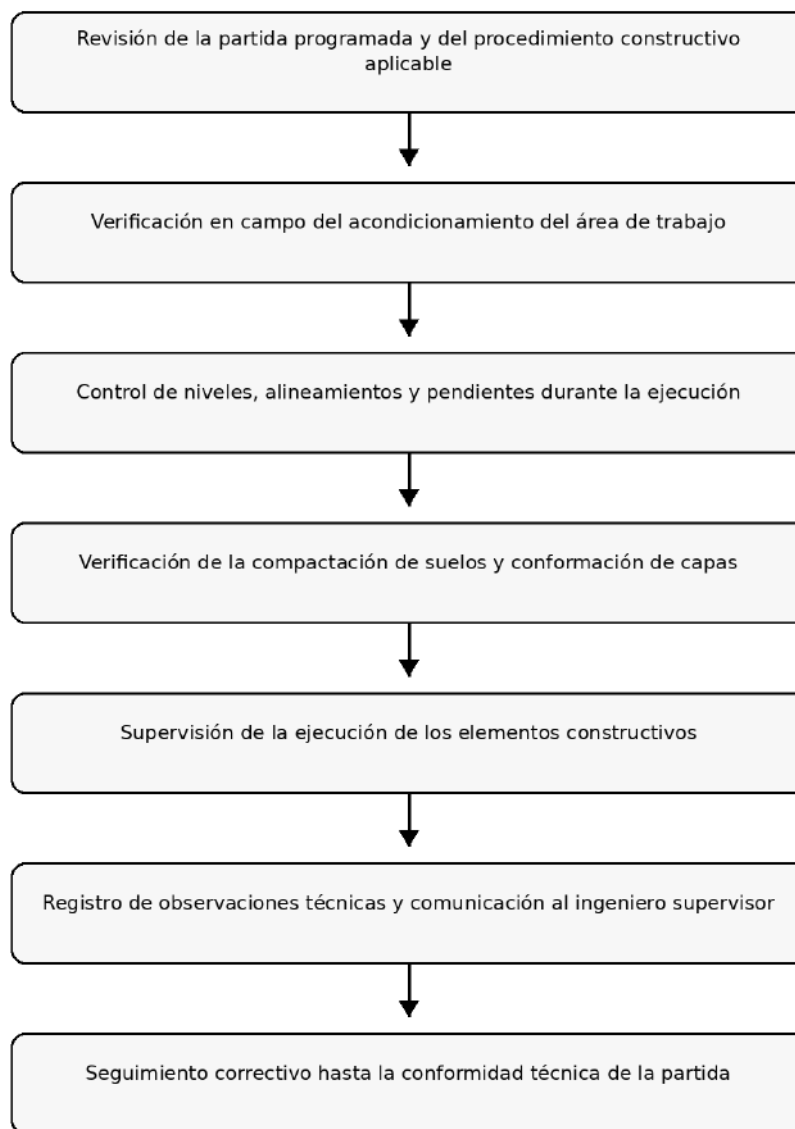 Revisión de la partida programada y del procedimiento constructivo
aplicable
Verificación en campo del acondicionamiento del área de trabajo
Control de niveles, alineamientos y pendientes durante la ejecución
Verificación de la compactación de suelos y conformación de capas
Supervisión de la ejecución de los elementos constructivos
Registro de observaciones técnicas y comunicación al ingeniero supervisor
Seguimiento correctivo hasta la conformidad técnica de la partida